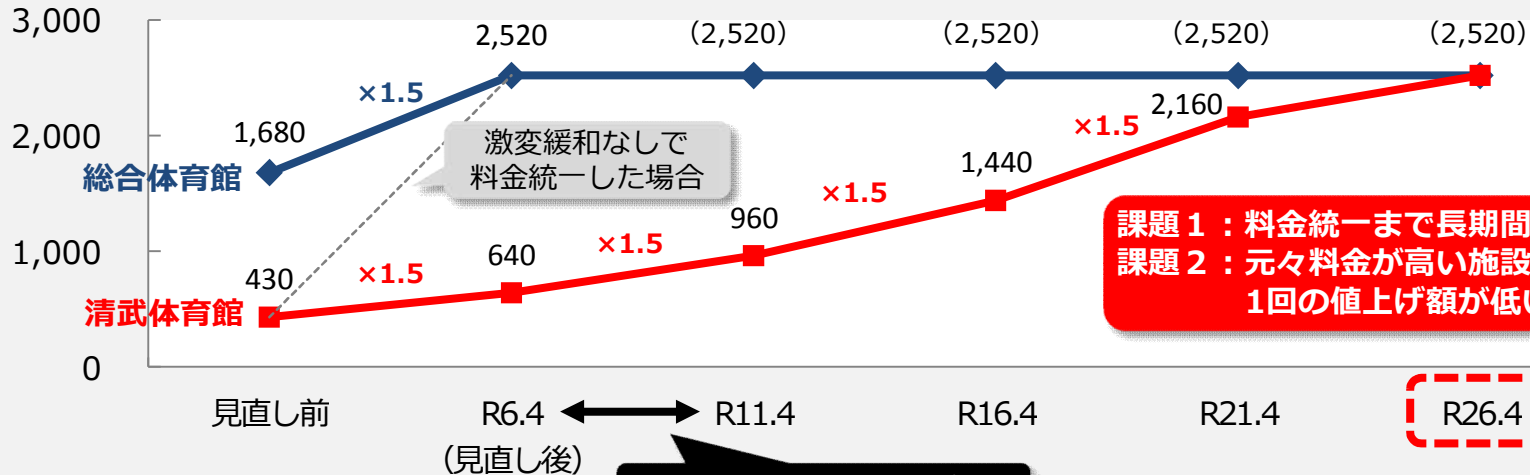 3,000
2,520 （2,520） （2,520） （2,520） （2,520）
×1.5
2,000
1,680
2,160
×1.5
総合体育館
激変緩和なしで
料金統一した場合
1,440
×1.5
960
1,000
×1.5
640
430
×1.5
清武体育館
課題１：料金統一まで長期間
課題２：元々料金が高い施設
1回の値上げ額が低い
0
見直し前 R6.4 R11.4 R16.4 R21.4 R26.4
（見直し後）